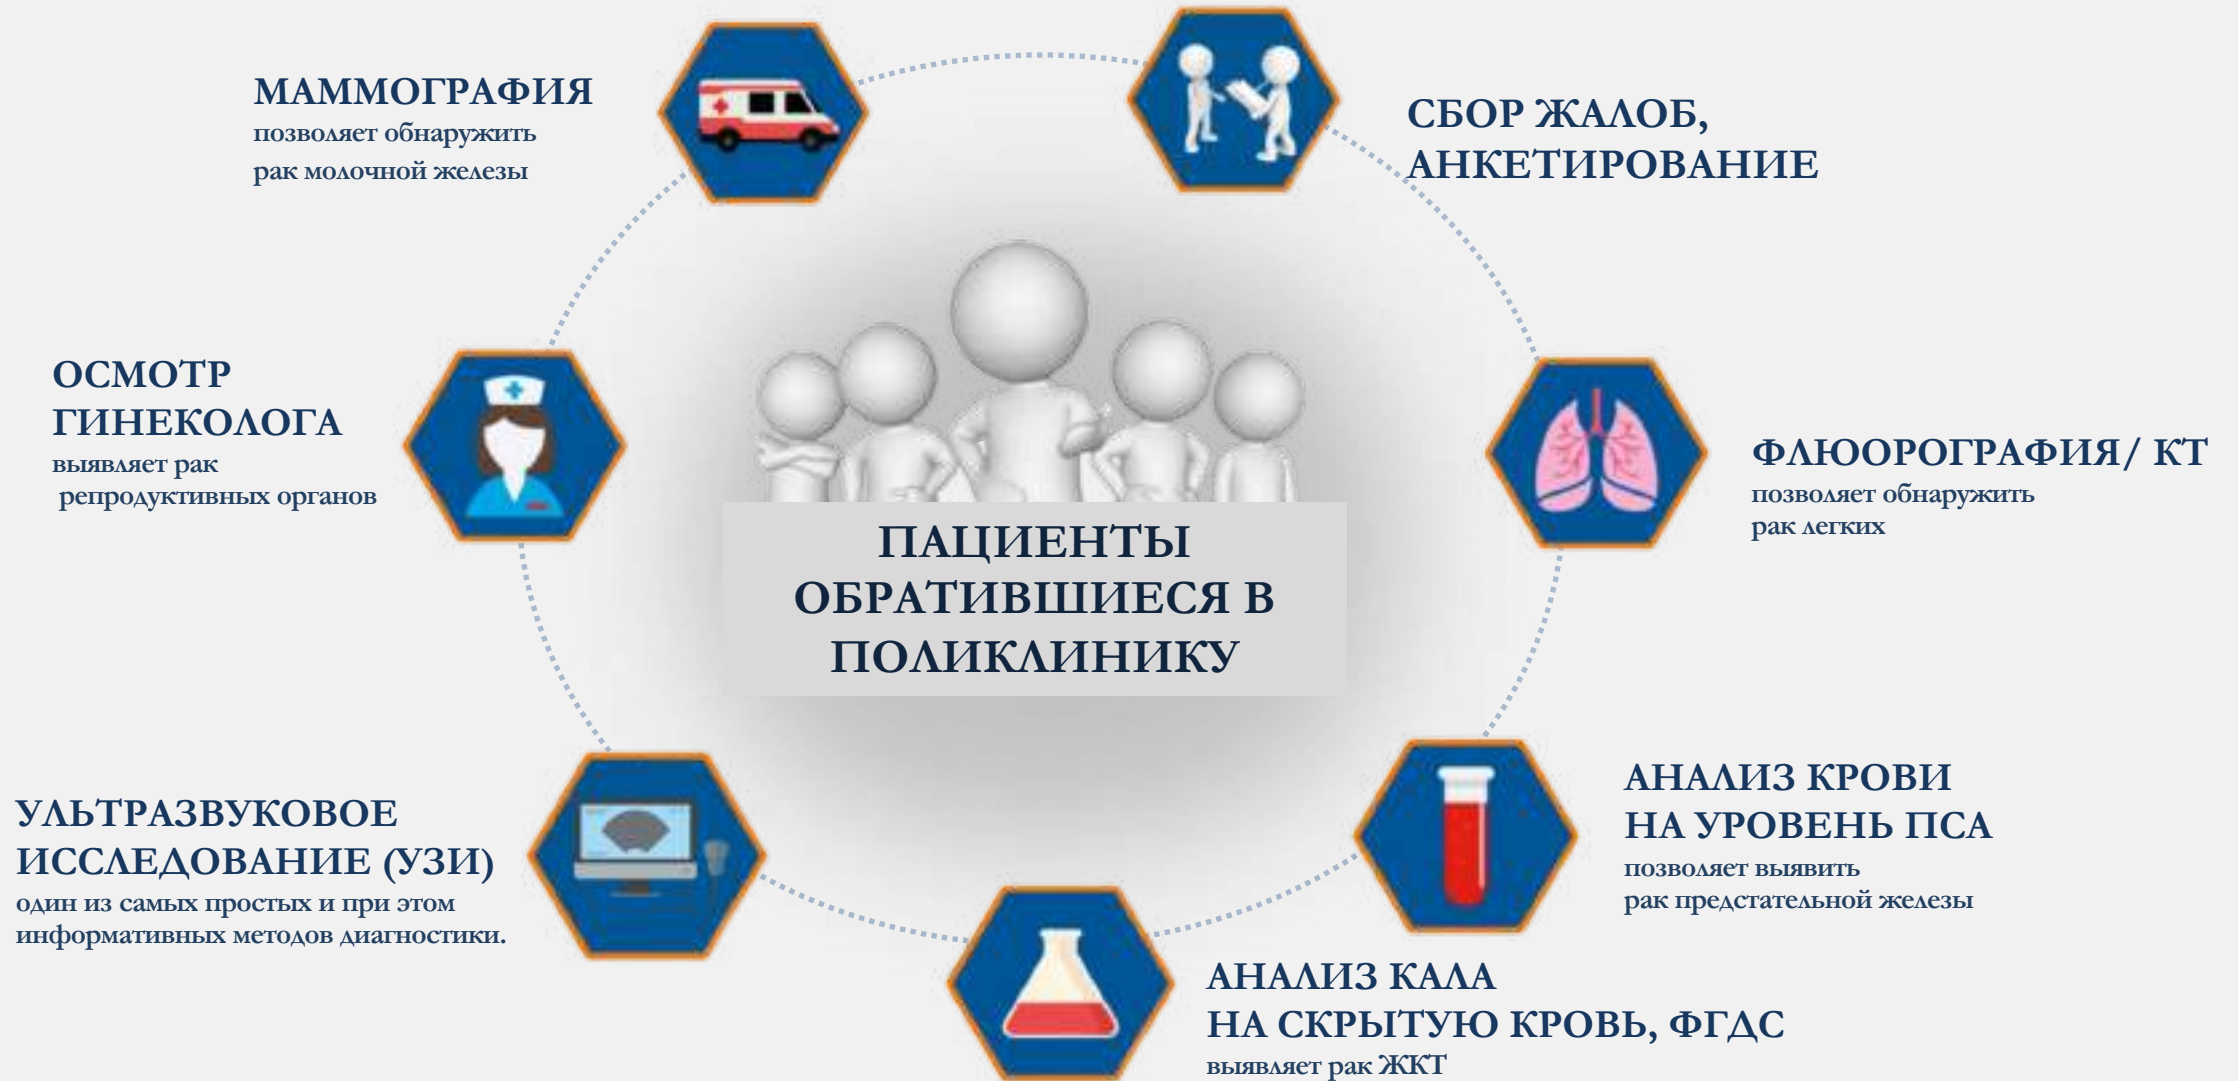 МАММОГРАФИЯ
позволяет обнаружить
рак молочной железы
СБОР ЖАЛОБ,
АНКЕТИРОВАНИЕ
ОСМОТР
ГИНЕКОЛОГА
выявляет рак
репродуктивных органов
ФЛЮОРОГРАФИЯ/ КТ
позволяет обнаружить
рак легких
ПАЦИЕНТЫ
ОБРАТИВШИЕСЯ В
ПОЛИКЛИНИКУ
УЛЬТРАЗВУКОВОЕ
ИССЛЕДОВАНИЕ (УЗИ)
один из самых простых и при этом
информативных методов диагностики.
АНАЛИЗ КРОВИ
НА УРОВЕНЬ ПСА
позволяет выявить
рак предстательной железы
АНАЛИЗ КАЛА
НА СКРЫТУЮ КРОВЬ, ФГДС
выявляет рак ЖКТ